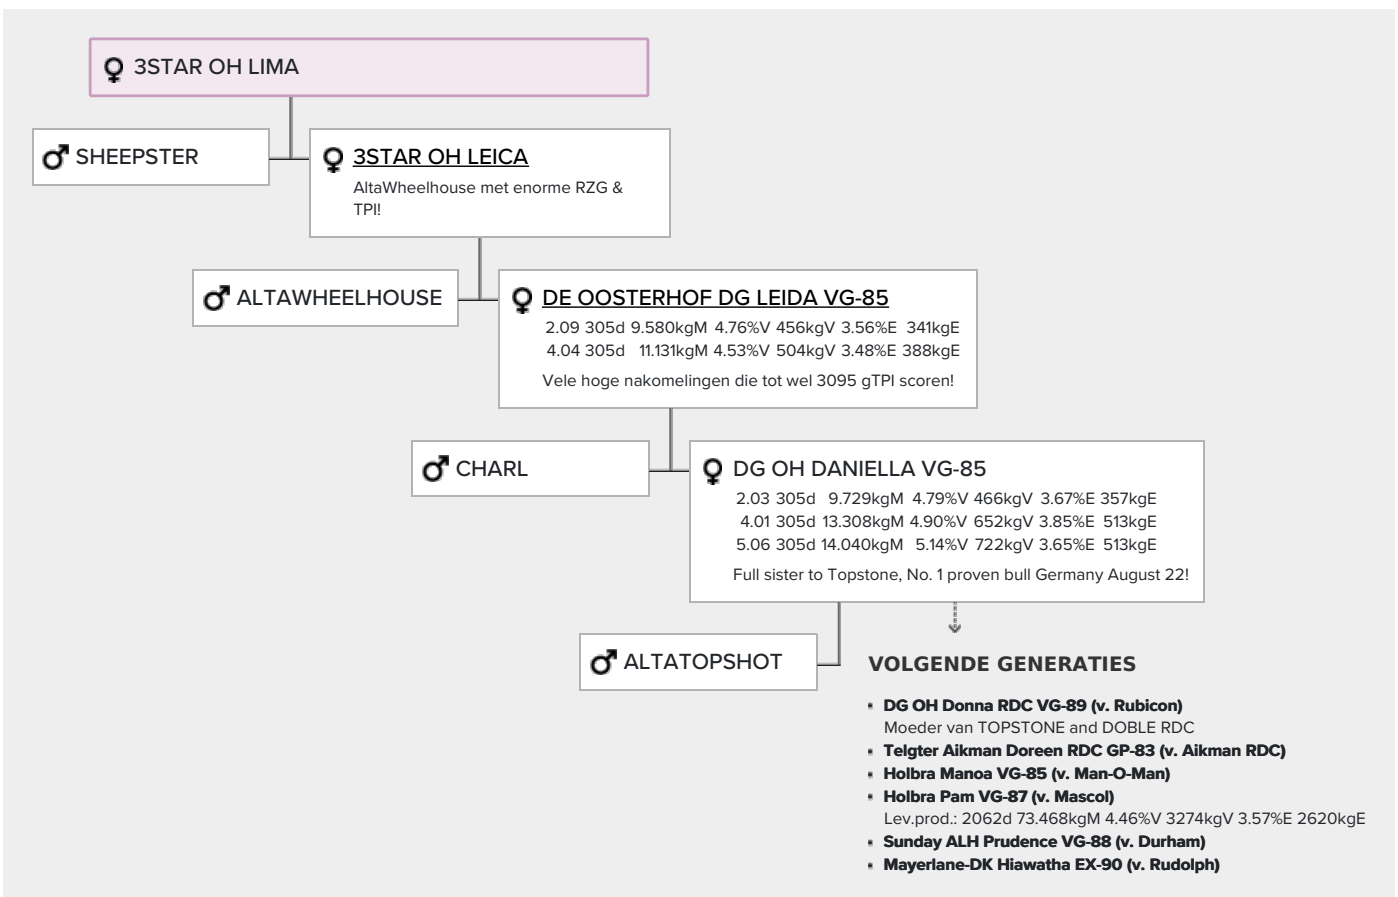 3STAR OH LIMA
SHEEPSTER
3STAR OH LEICA
AltaWheelhouse met enorme RZG &
TPI!
ALTAWHEELHOUSE
DE OOSTERHOF DG LEIDA VG-85
2.09 305d 9.580kgM 4.76%V 456kgV 3.56%E 341kgE
4.04 305d 11.131kgM 4.53%V 504kgV 3.48%E 388kgE
Vele hoge nakomelingen die tot wel 3095 gTPI scoren!
CHARL
DG OH DANIELLA VG-85
2.03 305d 9.729kgM 4.79%V 466kgV 3.67%E 357kgE
4.01 305d 13.308kgM 4.90%V 652kgV 3.85%E 513kgE
5.06 305d 14.040kgM 5.14%V 722kgV 3.65%E 513kgE
Full sister to Topstone, No. 1 proven bull Germany August 22!
ALTATOPSHOT
VOLGENDE GENERATIES
DG OH Donna RDC VG-89 (v. Rubicon)
Moeder van TOPSTONE and DOBLE RDC
Telgter Aikman Doreen RDC GP-83 (v. Aikman RDC)
Holbra Manoa VG-85 (v. Man-O-Man)
Holbra Pam VG-87 (v. Mascol)
Lev.prod.: 2062d 73.468kgM 4.46%V 3274kgV 3.57%E 2620kgE
Sunday ALH Prudence VG-88 (v. Durham)
Mayerlane-DK Hiawatha EX-90 (v. Rudolph)